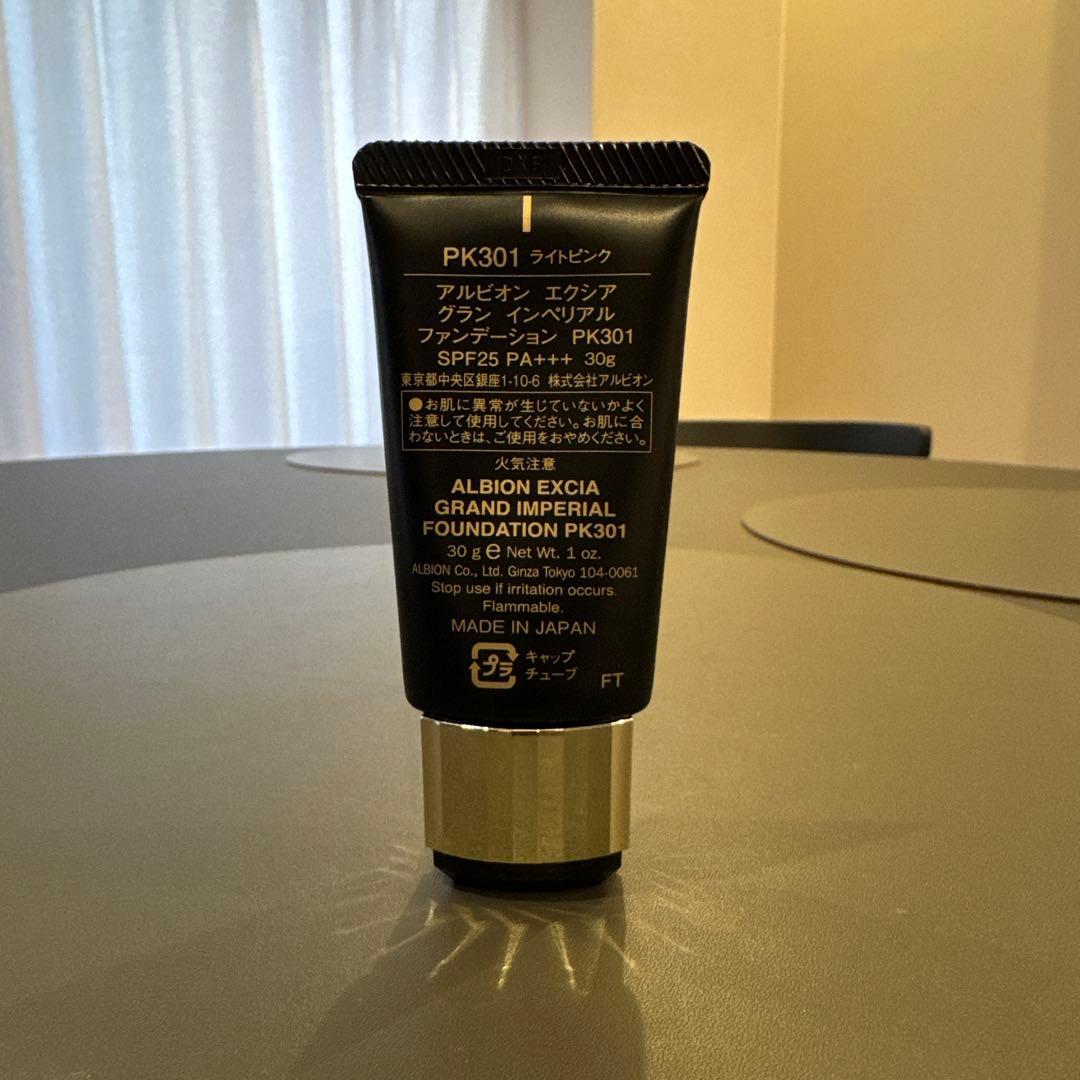 PK301 ライトピンク
アルビオン エクシア
グラン インペリアル
ファンデーション PK301
SPF25 PA+++ 30g
東京都中央区銀座1-10-6 株式会社アルビオン
●お肌に異常が生じていないかよく
注意して使用してください。お肌に合
わないときは、ご使用をおやめください。
火気注意
ALBION EXCIA
GRAND IMPERIAL
FOUNDATION PK301
30 g e Net Wt. 1 oz.
ALBION Co., Ltd. Ginza Tokyo 104-0061
Stop use if irritation occurs.
Flammable.
MADE IN JAPAN
プラ キャップ
チューブ
FT